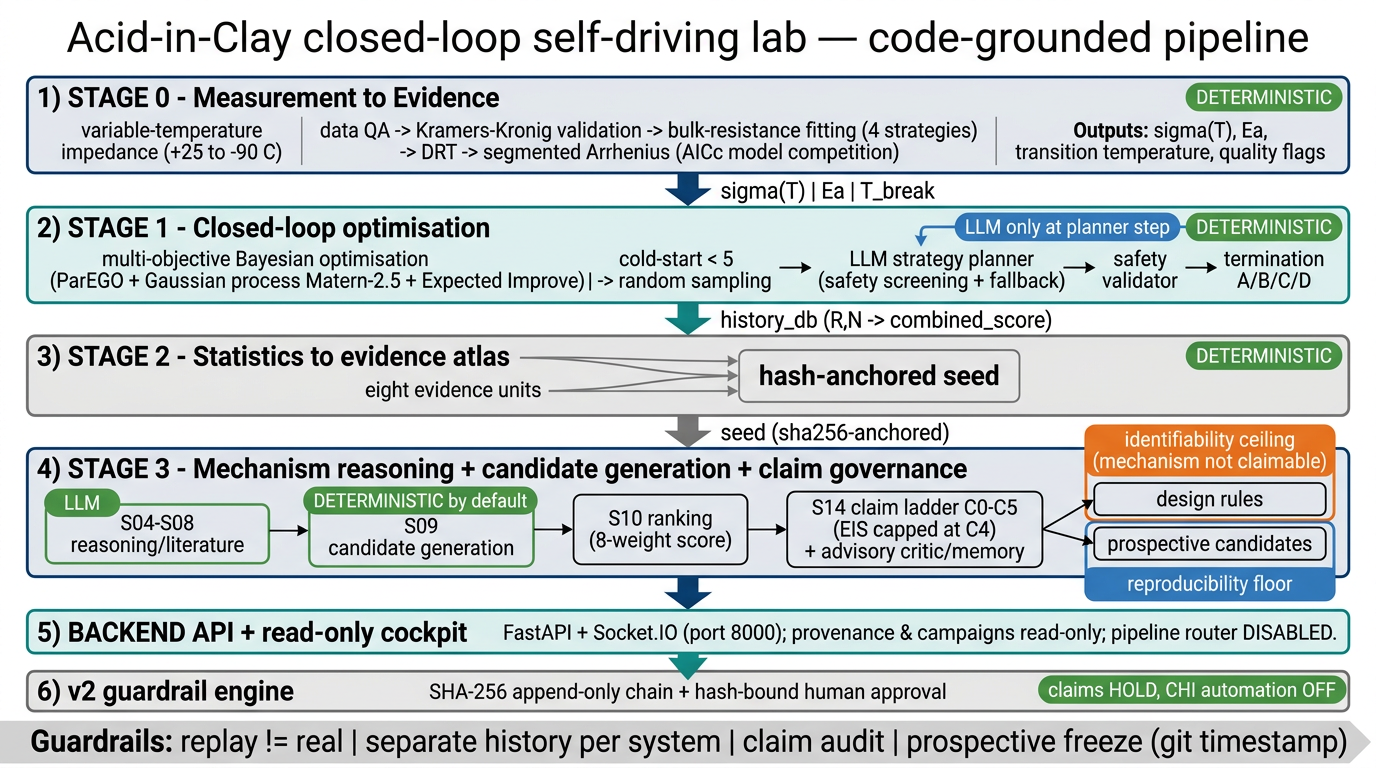 Acid-in-Clay closed-loop self-driving lab — code-grounded pipeline
1) STAGE 0 - Measurement to Evidence
DETERMINISTIC
variable-temperature
impedance (+25 to -90 C)
data QA -> Kramers-Kronig validation -> bulk-resistance fitting (4 strategies)
-> DRT -> segmented Arrhenius (AICc model competition)
Outputs: sigma(T), Ea,
transition temperature, quality flags
sigma(T) | Ea | T_break
2) STAGE 1 - Closed-loop optimisation
LLM only at planner step
DETERMINISTIC
multi-objective Bayesian optimisation
(ParEGO + Gaussian process Matern-2.5 + Expected Improve) |
cold-start < 5
-> random sampling
LLM strategy planner
(safety screening + fallback)
safety
validator
termination
A/B/C/D
history_db (R,N -> combined_score)
3) STAGE 2 - Statistics to evidence atlas
DETERMINISTIC
eight evidence units
hash-anchored seed
seed (sha256-anchored)
4) STAGE 3 - Mechanism reasoning + candidate generation + claim governance
LLM
S04-S08
reasoning/literature
DETERMINISTIC by default
S09
candidate generation
S10 ranking
(8-weight score)
S14 claim ladder C0-C5
(EIS capped at C4)
+ advisory critic/memory
identifiability ceiling
(mechanism not claimable)
design rules
prospective candidates
reproducibility floor
5) BACKEND API + read-only cockpit
FastAPI + Socket.IO (port 8000); provenance & campaigns read-only; pipeline router DISABLED.
6) v2 guardrail engine
SHA-256 append-only chain + hash-bound human approval
claims HOLD, CHI automation OFF
Guardrails: replay != real | separate history per system | claim audit | prospective freeze (git timestamp)